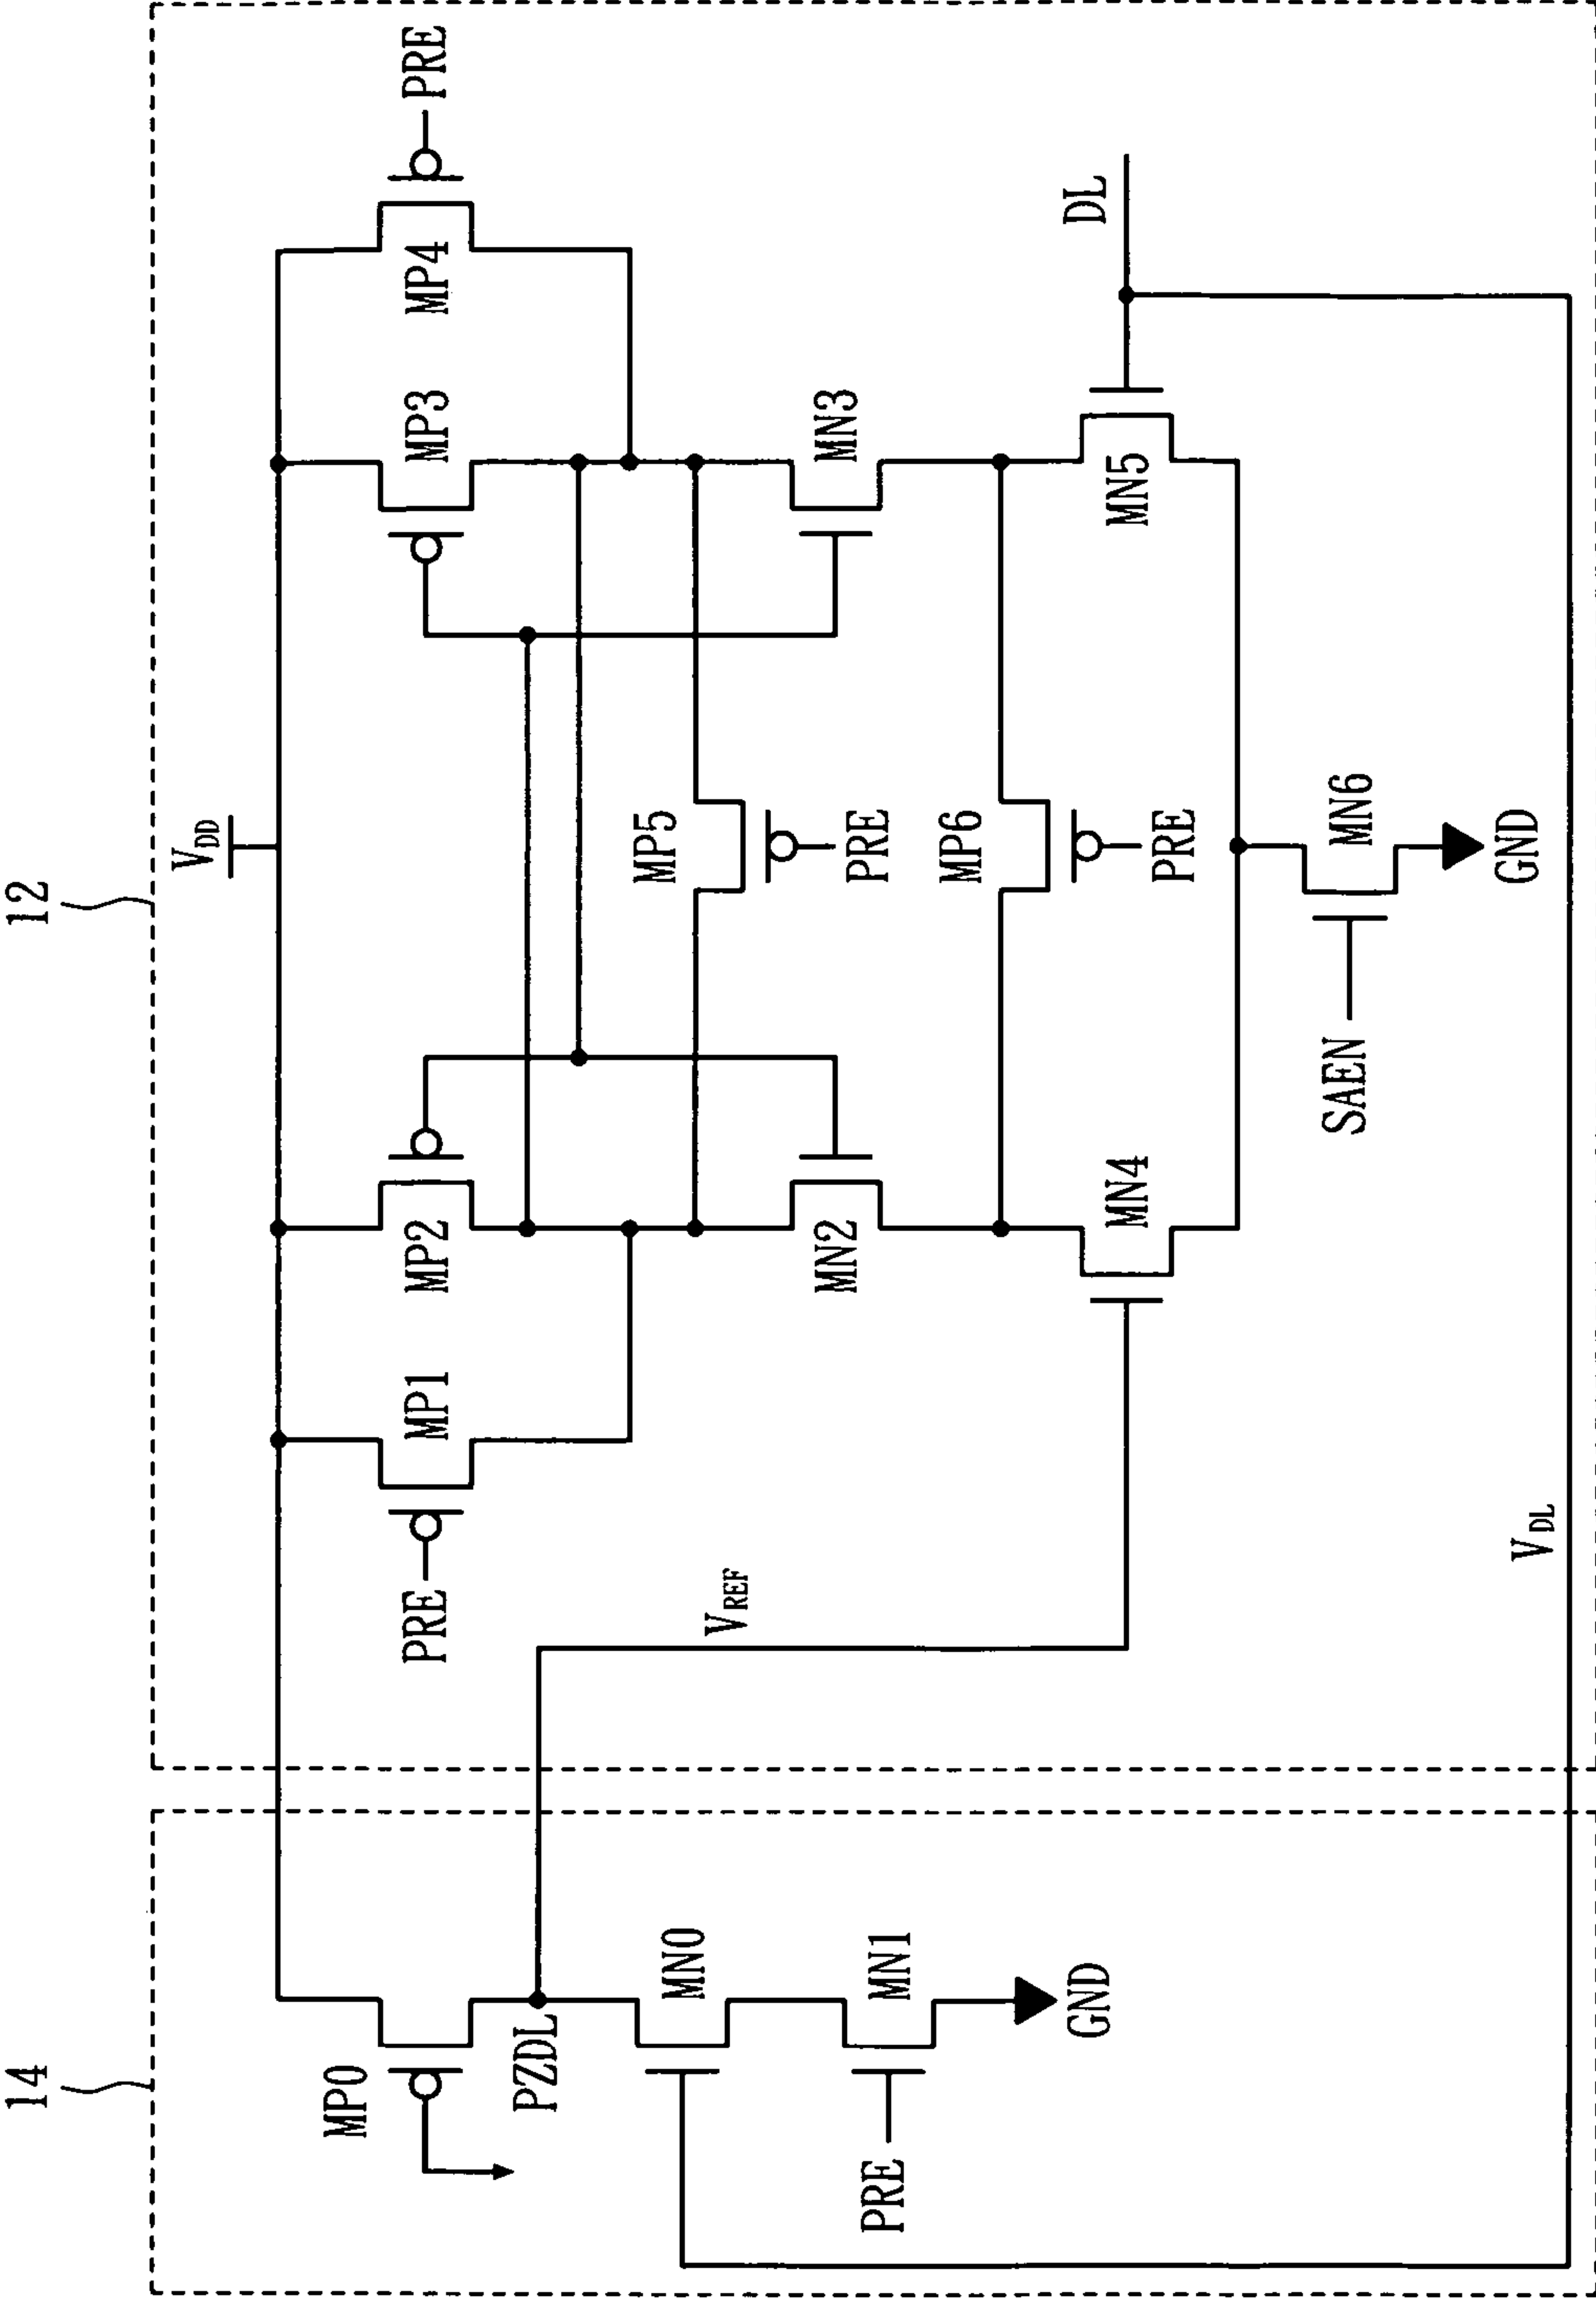 12
14
VDD
PRE
MP4
MP3
MP2
MP1
PRE
MP0
PZDL
VREF
MP5
PRE
MN3
MN2
MN0
MN1
PRE
GND
MP6
PRE
DL
MN5
MN4
SAEN
MN6
GND
VDL